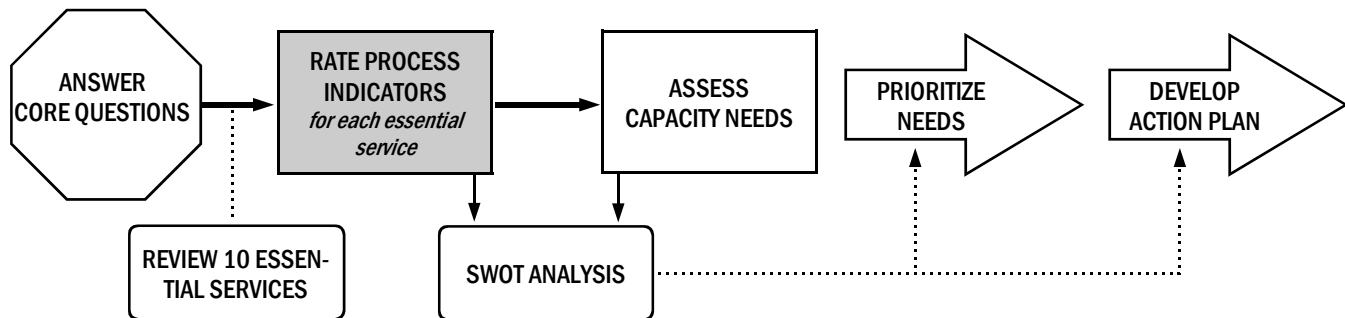 ANSWER
CORE QUESTIONS
RATE PROCESS
INDICATORS
for each essential
service
ASSESS
CAPACITY NEEDS
PRIORITIZE
NEEDS
DEVELOP
ACTION PLAN
REVIEW 10 ESSEN-
TIAL SERVICES
SWOT ANALYSIS